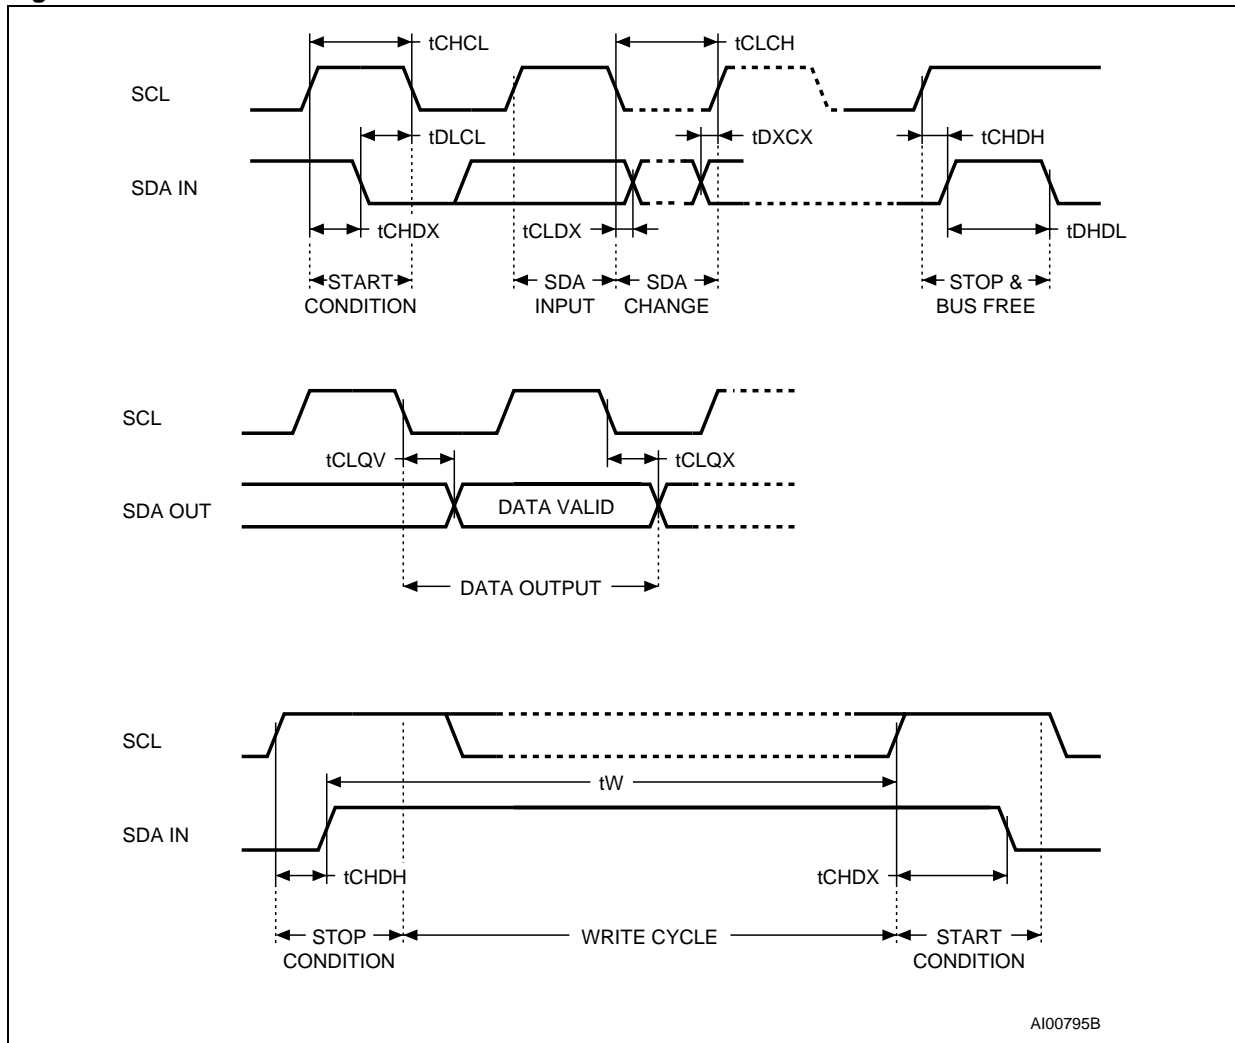 tCHCL
tCLCH
SCL
tDLCL
tDXCX
tCHDH
SDA IN
tCHDX
tCLDX
tDHDL
START
CONDITION
SDA
INPUT
SDA
CHANGE
STOP &
BUS FREE
SCL
tCLQV
tCLQX
SDA OUT
DATA VALID
DATA OUTPUT
SCL
tW
SDA IN
tCHDH
tCHDX
STOP
CONDITION
WRITE CYCLE
START
CONDITION
AI00795B